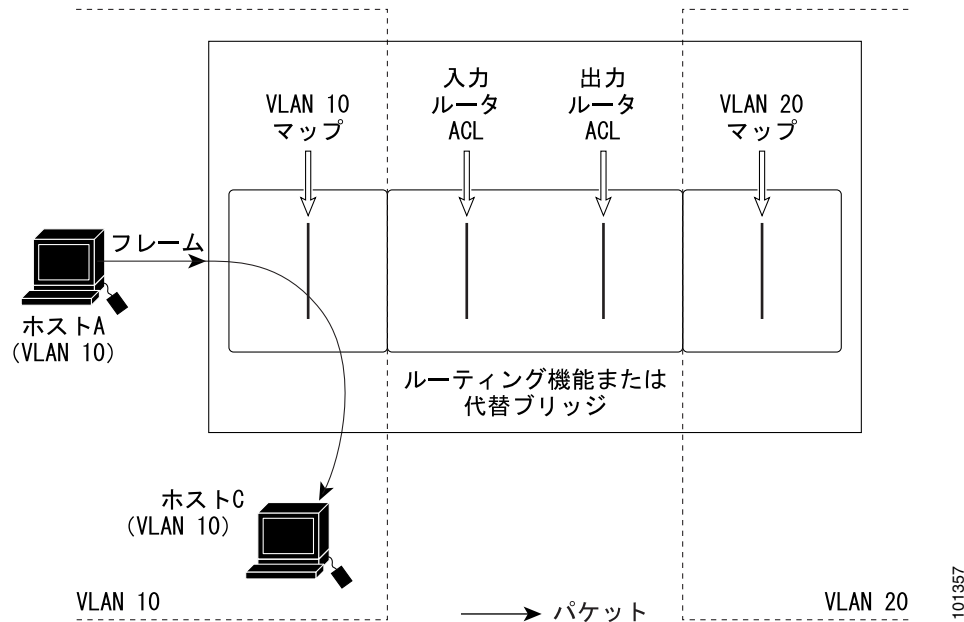 VLAN 10
マップ
入力
ルータ
ACL
出力
ルータ
ACL
VLAN 20
マップ
フレーム
ホストA
(VLAN 10)
ルーティング機能または
代替ブリッジ
ホストC
(VLAN 10)
VLAN 10
パケット
VLAN 20
101357